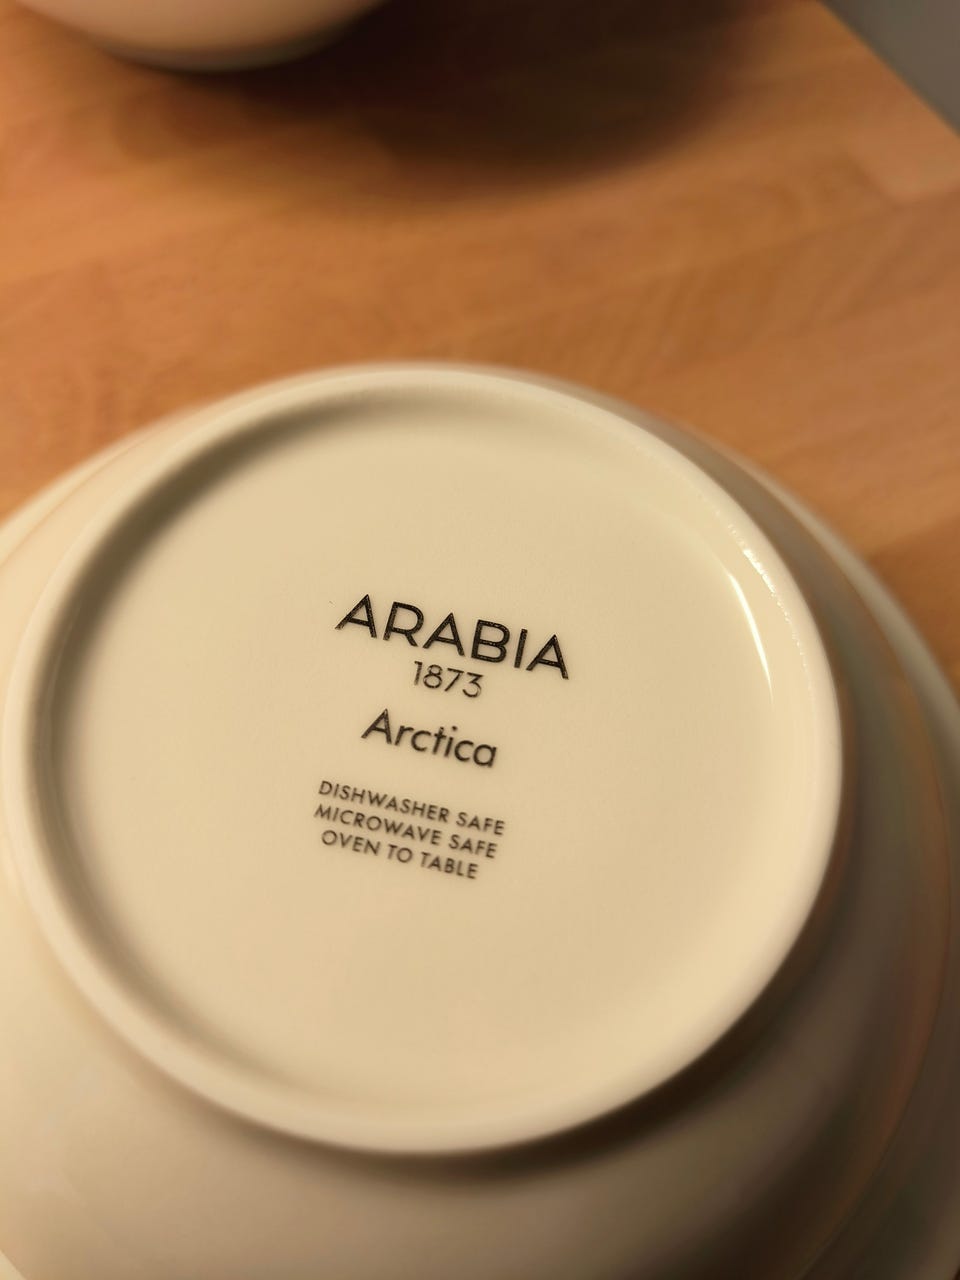 ARABIA
1873
Arctica
DISHWASHER SAFE
MICROWAVE SAFE
OVEN TO TABLE